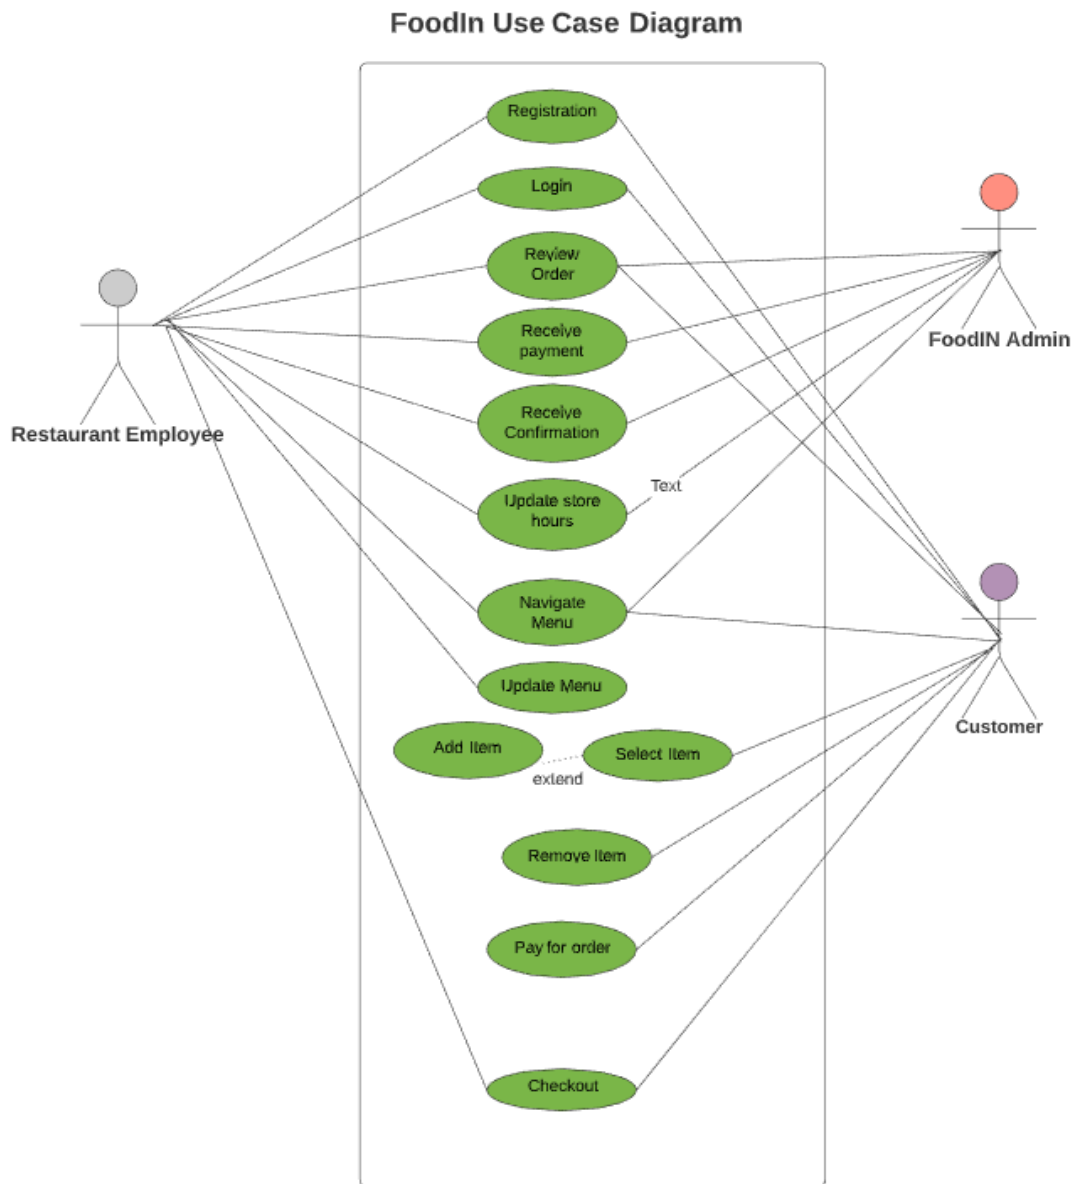 FoodIn Use Case Diagram
Registration
Login
Review
Order
Receive
payment
Receive
Confirmation
Update store
hours
Text
Navigate
Menu
Update Menu
Add Item
Select Item
extend
Remove Item
Pay for order
Checkout
Restaurant Employee
FoodIN Admin
Customer